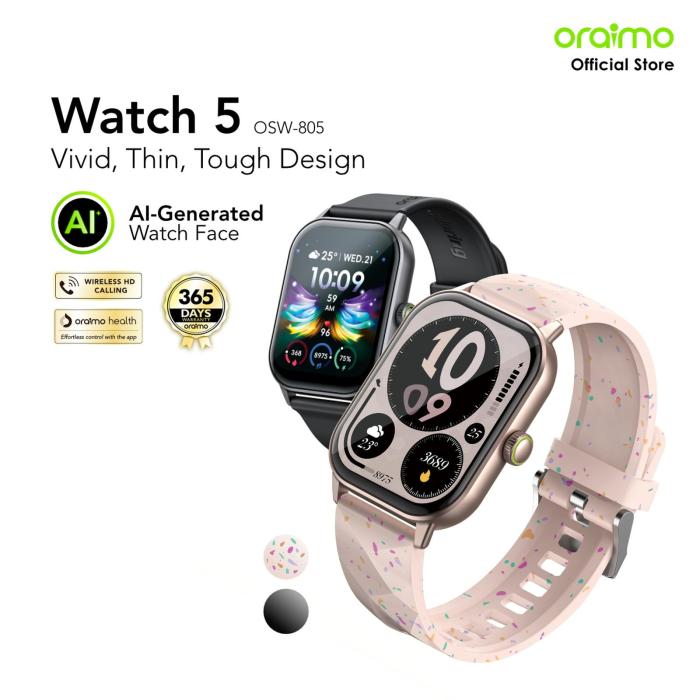 oraimo
Official Store
Watch 5 OSW-805
Vivid, Thin, Tough Design
AI+
AI-Generated
Watch Face
WIRELESS HD
CALLING
oraimo health
Effortless control with the app
365
DAYS
WARRANTY
oraimo
25° WED.21
10:09
59
AM
96
368
8975
75%
10
09
25
23°
3689
8975